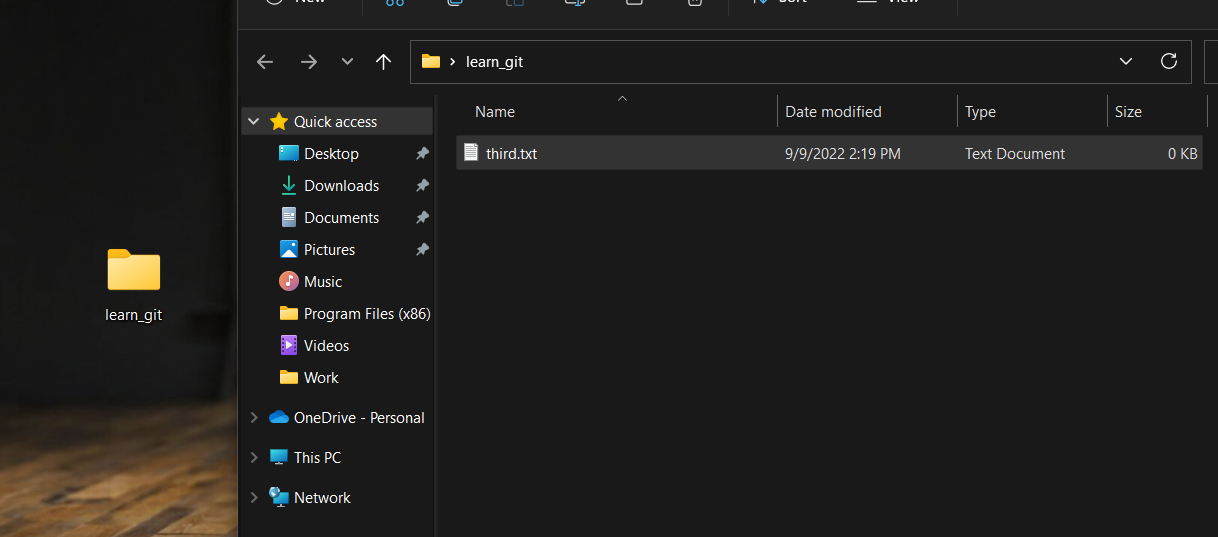 New
Sort
View
learn_git
Name
Date modified
Type
Size
third.txt
9/9/2022 2:19 PM
Text Document
0 KB
Quick access
Desktop
Downloads
Documents
Pictures
Music
Program Files (x86)
Videos
Work
OneDrive - Personal
This PC
Network
learn_git